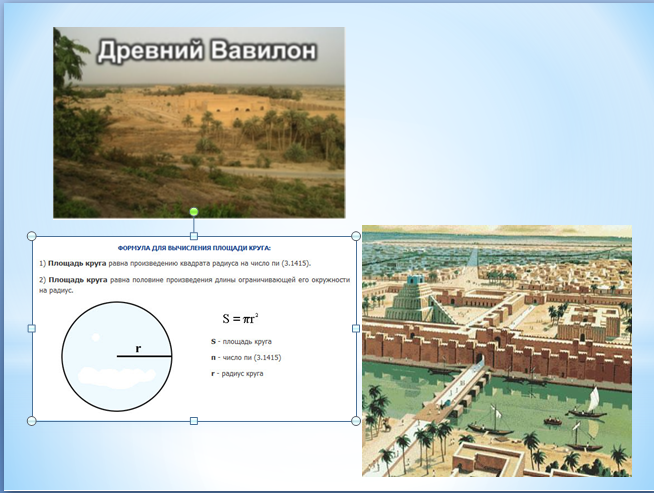 Древний Вавилон
ФОРМУЛА ДЛЯ ВЫЧИСЛЕНИЯ ПЛОЩАДИ КРУГА:
1) Площадь круга равна произведению квадрата радиуса на число пи (3.1415).
2) Площадь круга равна половине произведения длины ограничивающей его окружности
на радиус.
S = πr²
r
S - площадь круга
π - число пи (3.1415)
r - радиус круга